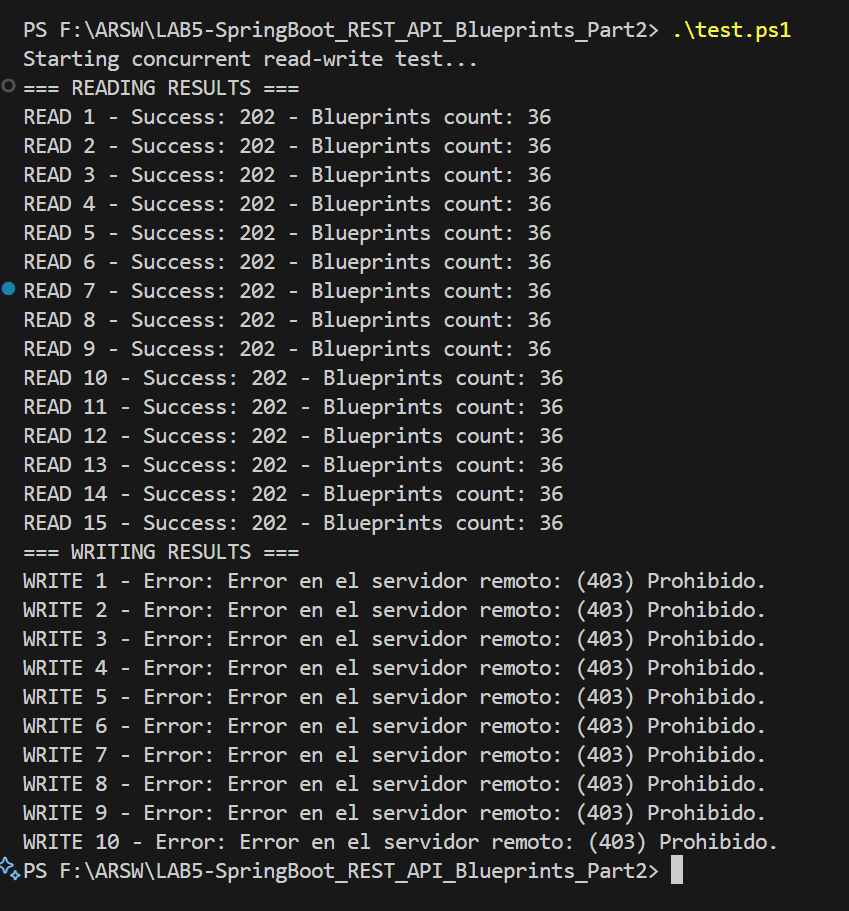 PS F:\ARSW\LAB5-SpringBoot_REST_API_Blueprints_Part2> .\test.ps1
Starting concurrent read-write test...
=== READING RESULTS ===
READ 1 - Success: 202 - Blueprints count: 36
READ 2 - Success: 202 - Blueprints count: 36
READ 3 - Success: 202 - Blueprints count: 36
READ 4 - Success: 202 - Blueprints count: 36
READ 5 - Success: 202 - Blueprints count: 36
READ 6 - Success: 202 - Blueprints count: 36
READ 7 - Success: 202 - Blueprints count: 36
READ 8 - Success: 202 - Blueprints count: 36
READ 9 - Success: 202 - Blueprints count: 36
READ 10 - Success: 202 - Blueprints count: 36
READ 11 - Success: 202 - Blueprints count: 36
READ 12 - Success: 202 - Blueprints count: 36
READ 13 - Success: 202 - Blueprints count: 36
READ 14 - Success: 202 - Blueprints count: 36
READ 15 - Success: 202 - Blueprints count: 36
=== WRITING RESULTS ===
WRITE 1 - Error: Error en el servidor remoto: (403) Prohibido.
WRITE 2 - Error: Error en el servidor remoto: (403) Prohibido.
WRITE 3 - Error: Error en el servidor remoto: (403) Prohibido.
WRITE 4 - Error: Error en el servidor remoto: (403) Prohibido.
WRITE 5 - Error: Error en el servidor remoto: (403) Prohibido.
WRITE 6 - Error: Error en el servidor remoto: (403) Prohibido.
WRITE 7 - Error: Error en el servidor remoto: (403) Prohibido.
WRITE 8 - Error: Error en el servidor remoto: (403) Prohibido.
WRITE 9 - Error: Error en el servidor remoto: (403) Prohibido.
WRITE 10 - Error: Error en el servidor remoto: (403) Prohibido.
PS F:\ARSW\LAB5-SpringBoot_REST_API_Blueprints_Part2>